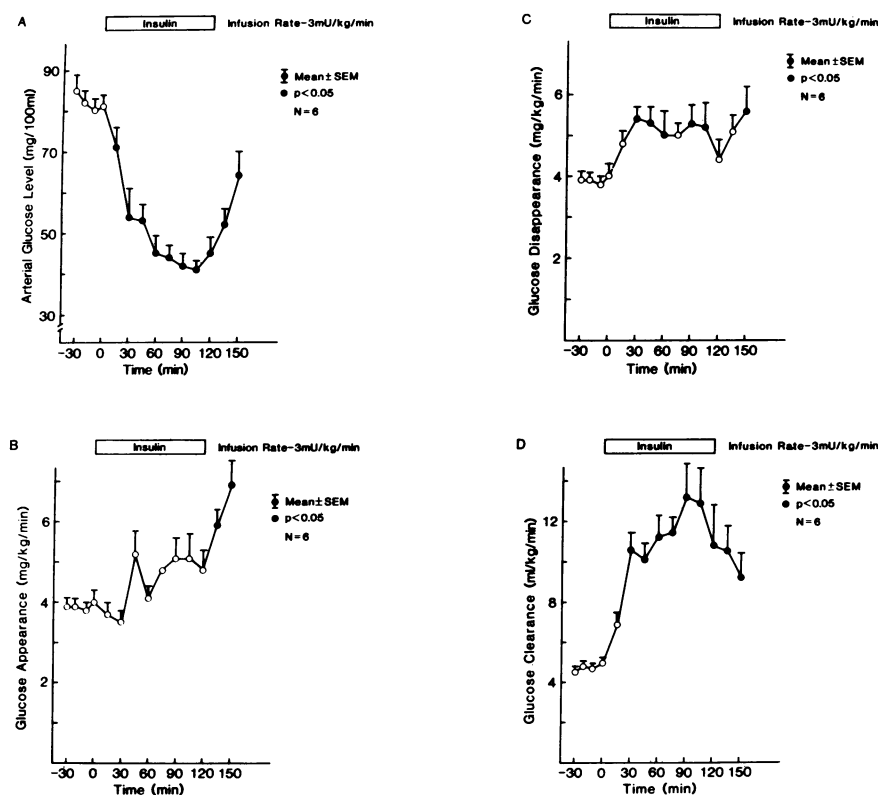 A
Insulin Infusion Rate-3mU/kg/min
Arterial Glucose Level (mg/100ml)
90
70
50
30
Mean±SEM
p<0.05
N=6
-30 0 30 60 90 120 150
Time (min)
C
Insulin Infusion Rate-3mU/kg/min
Glucose Disappearance (mg/kg/min)
6
4
2
Mean±SEM
p<0.05
N=6
-30 0 30 60 90 120 150
Time (min)
B
Insulin Infusion Rate-3mU/kg/min
Glucose Appearance (mg/kg/min)
6
4
2
Mean±SEM
p<0.05
N=6
-30 0 30 60 90 120 150
Time (min)
D
Insulin Infusion Rate-3mU/kg/min
Glucose Clearance (ml/kg/min)
12
8
4
Mean±SEM
p<0.05
N=6
-30 0 30 60 90 120 150
Time (min)